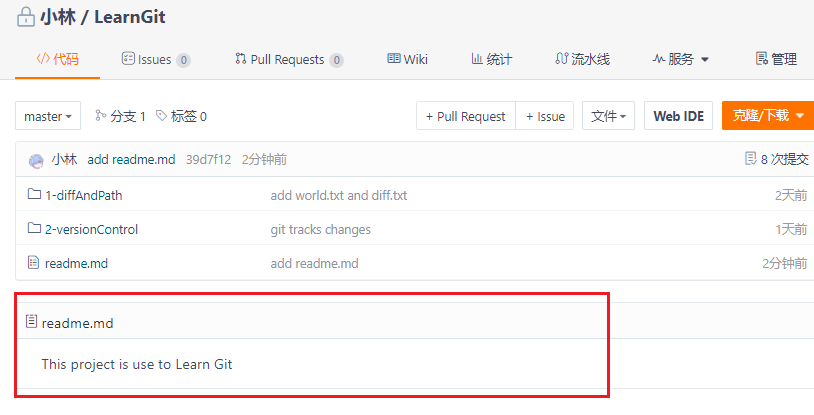 小林 / LearnGit
代码 Issues 0 Pull Requests 0 Wiki 统计 流水线 服务 管理
master 分支 1 标签 0 + Pull Request + Issue 文件 Web IDE 克隆/下载
小林 add readme.md 39d7f12 2分钟前 8 次提交
1-diffAndPath add world.txt and diff.txt 2天前
2-versionControl git tracks changes 1天前
readme.md add readme.md 2分钟前
readme.md
This project is use to Learn Git